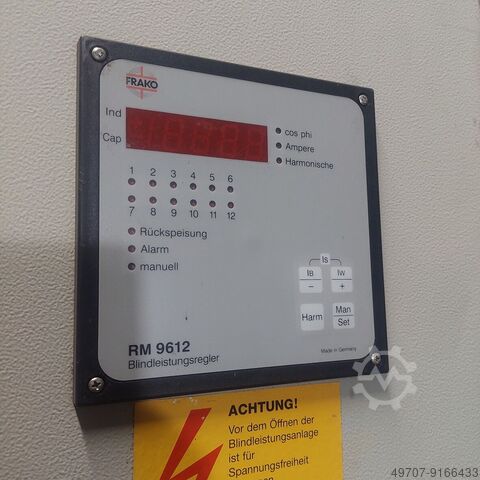 FRAKO
Ind
Cap
cos phi
Ampere
Harmonische
1 2 3 4 5 6
7 8 9 10 11 12
Rückspeisung
Alarm
manuell
Is
IB
IW
− +
Harm
Man
Set
RM 9612
Blindleistungsregler
Made in Germany
ACHTUNG!
Vor dem Öffnen der
Blindleistungsanlage
ist für
Spannungsfreiheit
49707-9166433